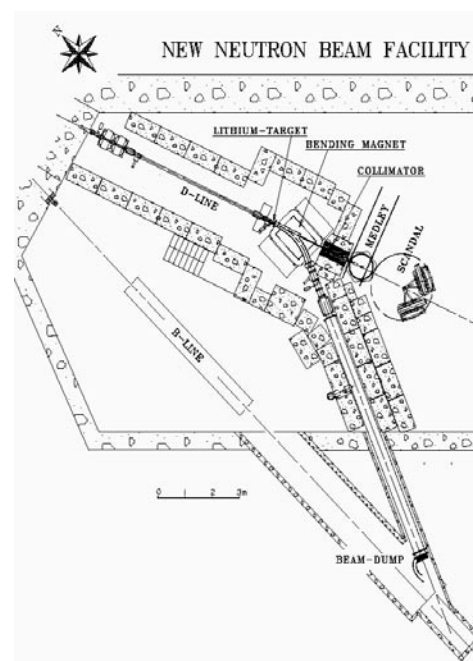 N
NEW NEUTRON BEAM FACILITY
LITHIUM-TARGET
BENDING MAGNET
COLLIMATOR
D-LINE
MEDLEY
SCANDAL
B-LINE
0 1 2 3m
BEAM-DUMP